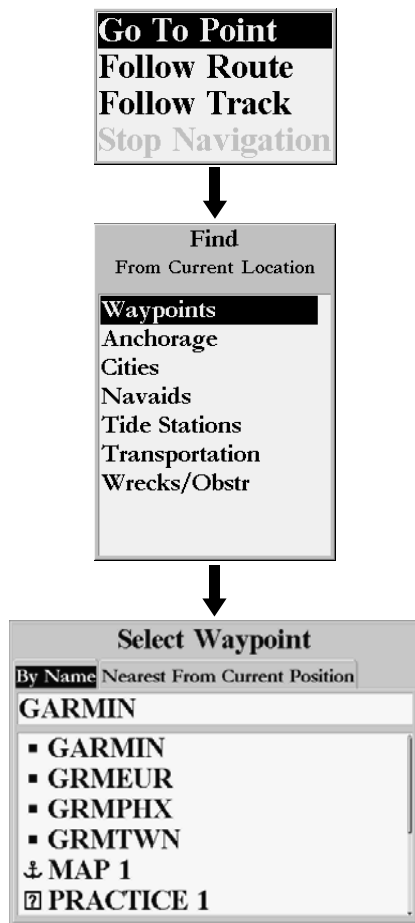 Go To Point
Follow Route
Follow Track
Stop Navigation
Find
From Current Location
Waypoints
Anchorage
Cities
Navaids
Tide Stations
Transportation
Wrecks/Obstr
Select Waypoint
By Name Nearest From Current Position
GARMIN
GARMIN
GRMEUR
GRMPHX
GRMTWN
MAP 1
PRACTICE 1